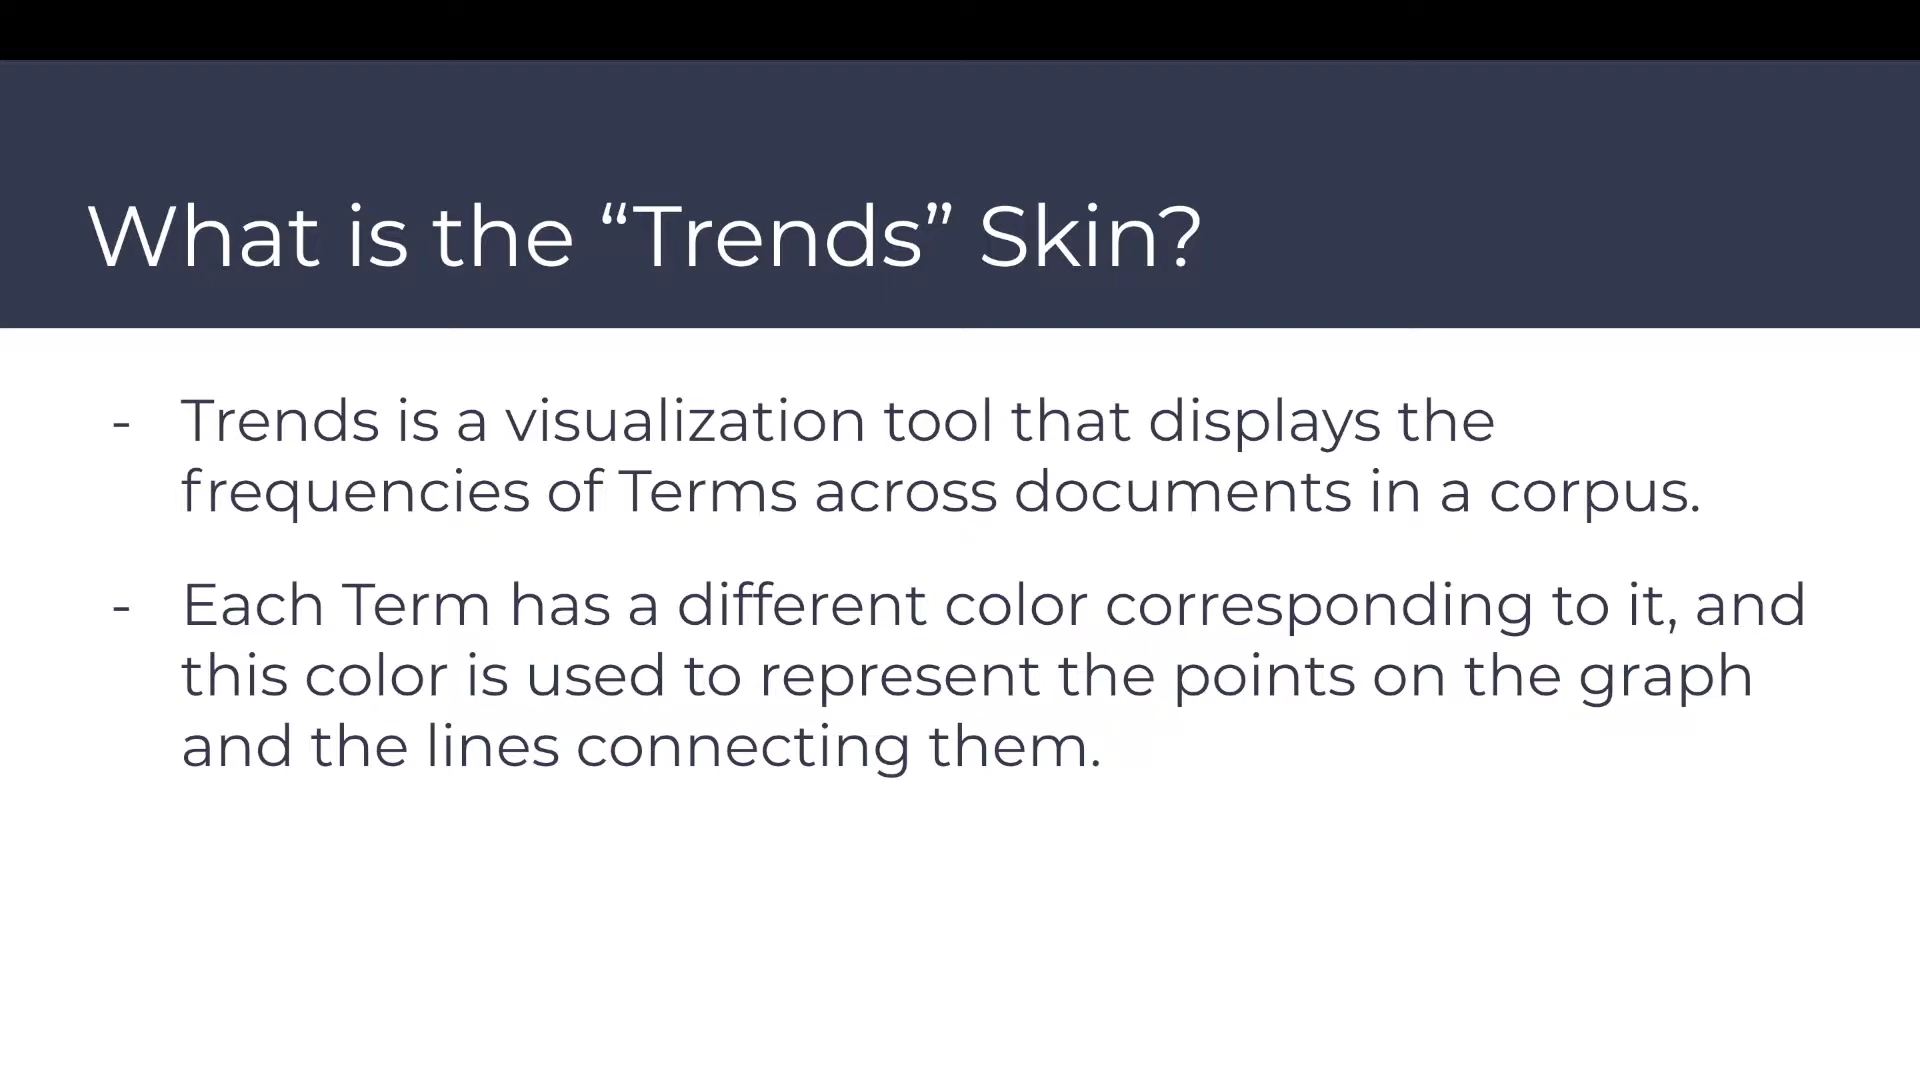 What is the “Trends” Skin?
- Trends is a visualization tool that displays the
frequencies of Terms across documents in a corpus.
- Each Term has a different color corresponding to it, and
this color is used to represent the points on the graph
and the lines connecting them.